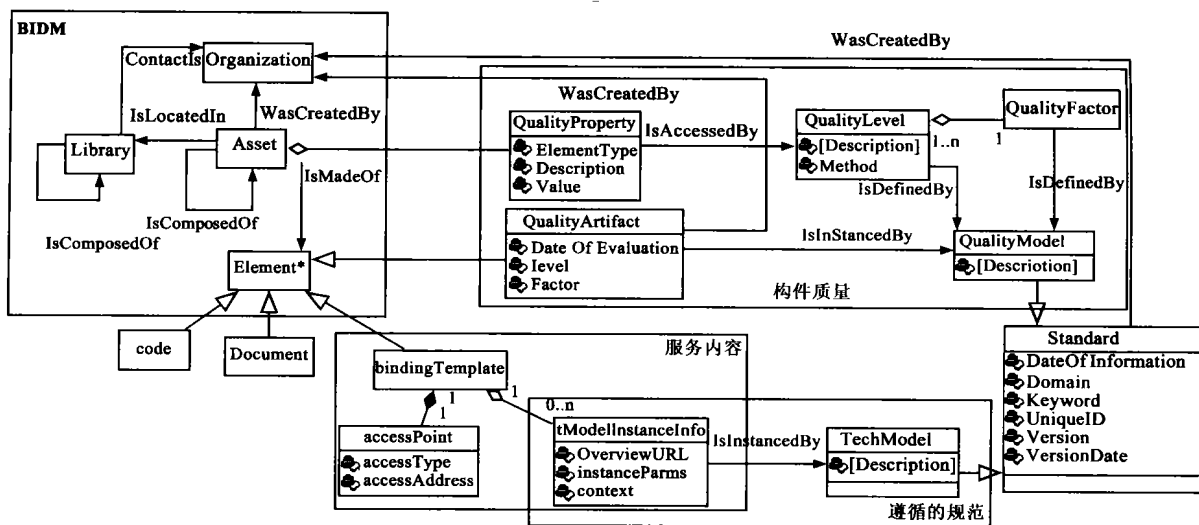 BIDM
ContactIs
Organization
WasCreatedBy
IsLocatedIn
WasCreatedBy
Library
Asset
IsComposedOf
IsComposedOf
IsMadeOf
Element*
code
Document
WasCreatedBy
QualityProperty
ElementType
Description
Value
IsAccessedBy
QualityLevel
[Description]
Method
1..n
1
QualityFactor
IsDefinedBy
IsDefinedBy
QualityArtifact
Date Of Evaluation
Ievel
Factor
IsInStancedBy
QualityModel
[Descriotion]
构件质量
服务内容
bindingTemplate
1
1
1
0..n
accessPoint
accessType
accessAddress
tModelInstanceInfo
OverviewURL
instanceParms
context
IsInstancedBy
TechModel
[Description]
遵循的规范
Standard
DateOf Information
Domain
Keyword
UniqueID
Version
VersionDate